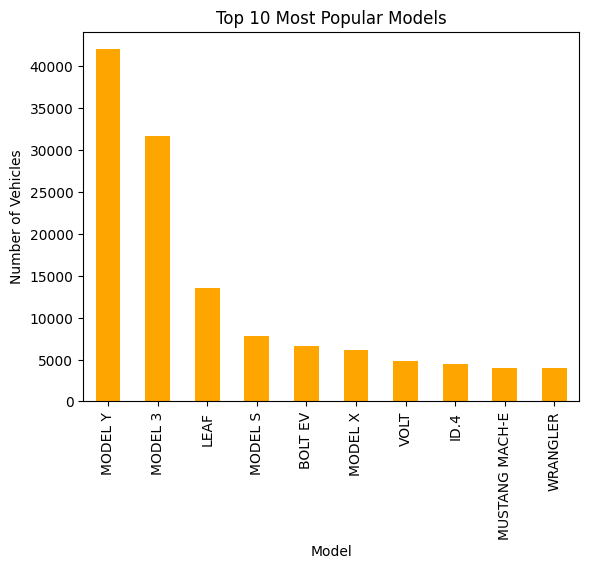 Top 10 Most Popular Models
Number of Vehicles
40000
35000
30000
25000
20000
15000
10000
5000
0
MODEL Y
MODEL 3
LEAF
MODEL S
BOLT EV
MODEL X
VOLT
ID.4
MUSTANG MACH-E
WRANGLER
Model